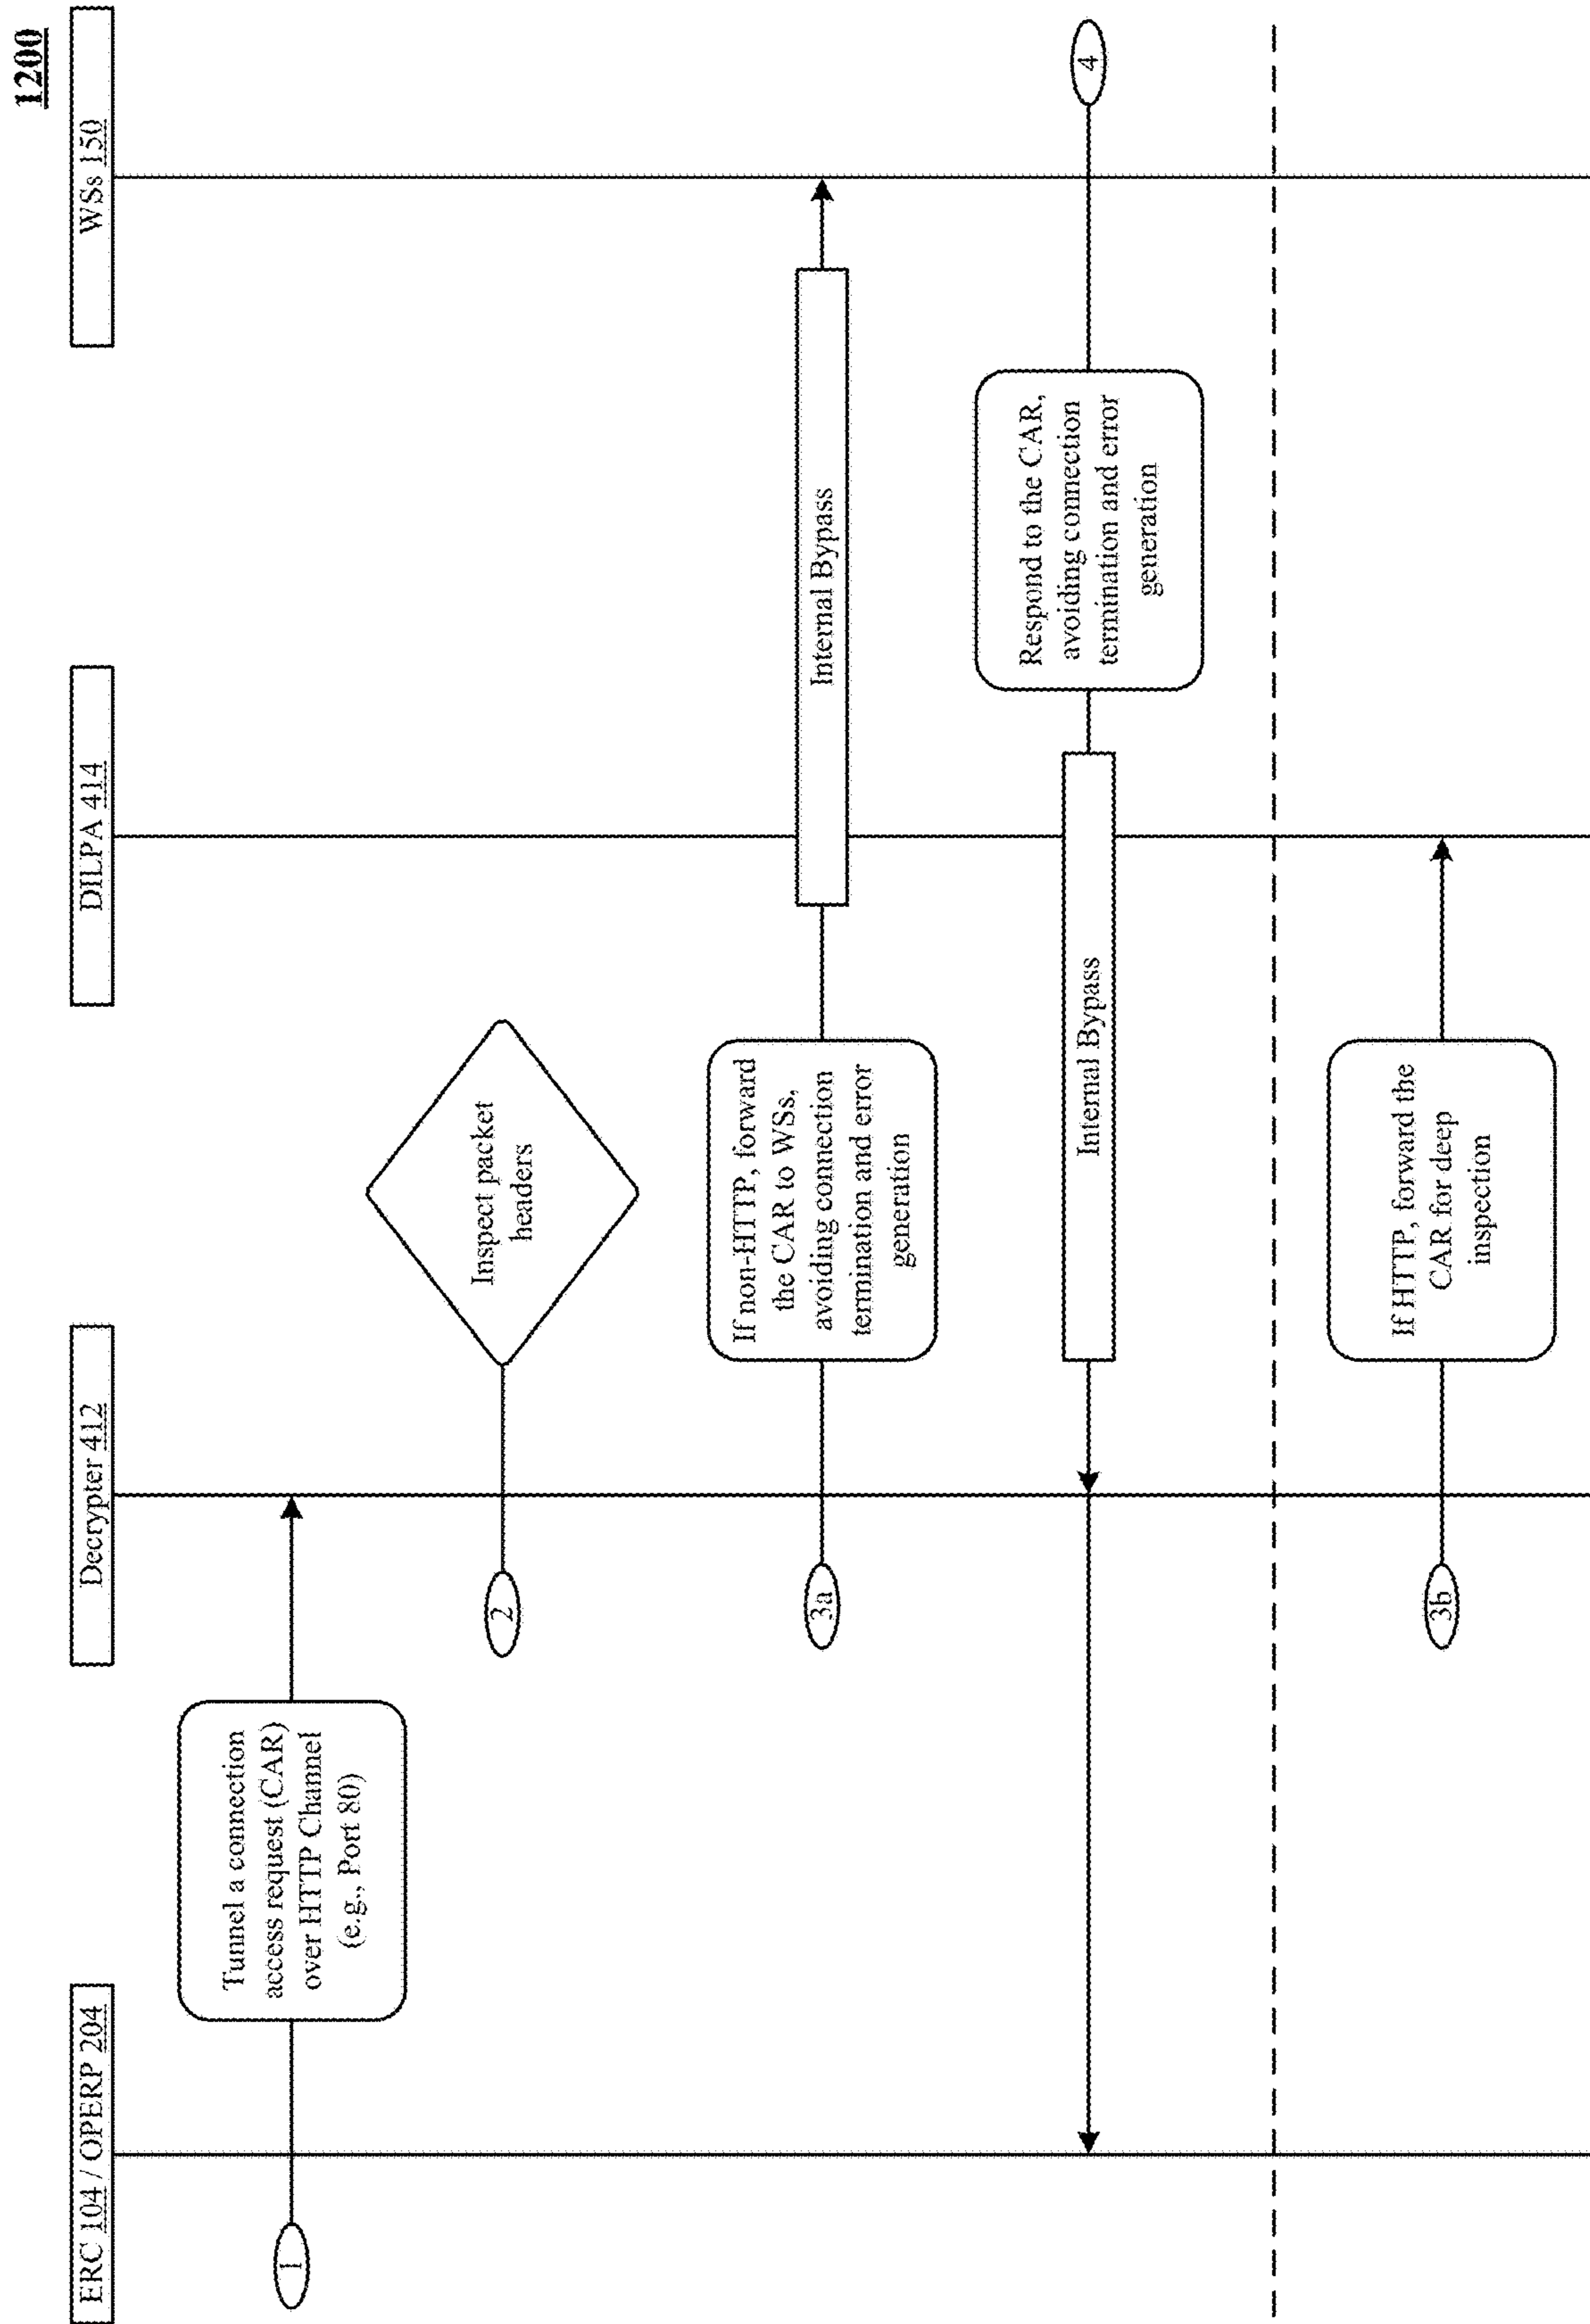 1200
ERC 104 / OPERP 204
Decrypter 412
DILPA 414
WSs 150
1
Tunnel a connection
access request (CAR)
over HTTP Channel
(e.g., Port 80)
2
Inspect packet
headers
3a
If non-HTTP, forward
the CAR to WSs,
avoiding connection
termination and error
generation
Internal Bypass
4
Respond to the CAR,
avoiding connection
termination and error
generation
Internal Bypass
3b
If HTTP, forward the
CAR for deep
inspection